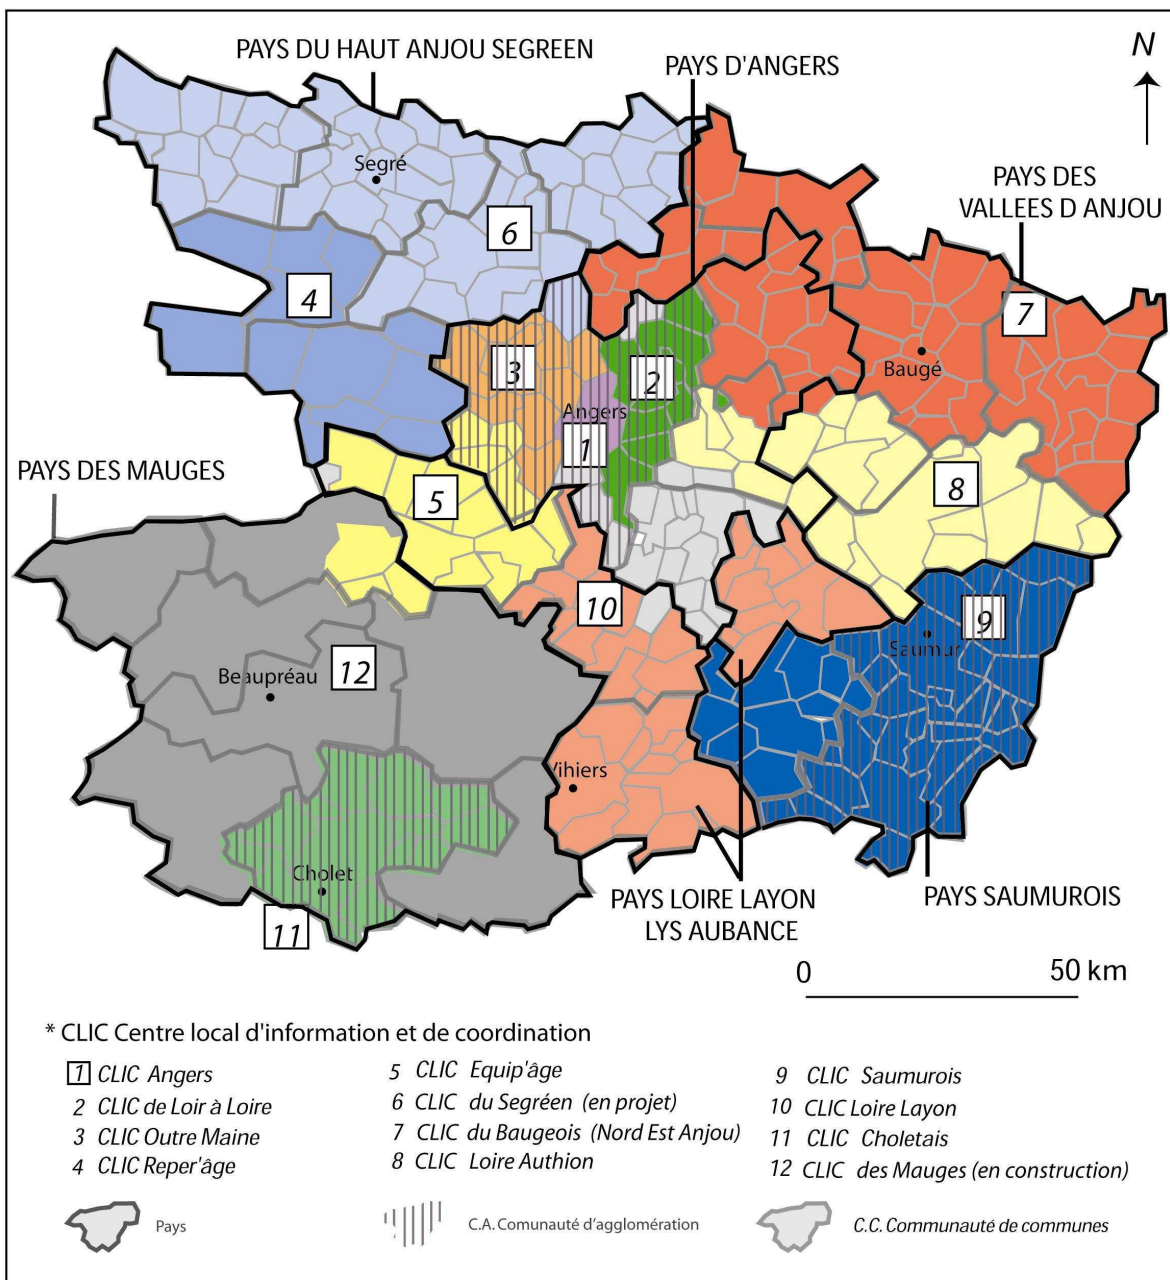 PAYS DU HAUT ANJOU SEGREEN
PAYS D'ANGERS
N
PAYS DES
VALLEES D ANJOU
Segré
6
4
7
3
2
Baugé
Angers
1
PAYS DES MAUGES
5
8
10
9
Saumur
12
Beaupréau
Vihiers
Cholet
11
PAYS LOIRE LAYON
LYS AUBANCE
PAYS SAUMUROIS
0 50 km
* CLIC Centre local d'information et de coordination
1 CLIC Angers
2 CLIC de Loir à Loire
3 CLIC Outre Maine
4 CLIC Reper'âge
5 CLIC Equip'âge
6 CLIC du Segréen (en projet)
7 CLIC du Baugeois (Nord Est Anjou)
8 CLIC Loire Authion
9 CLIC Saumurois
10 CLIC Loire Layon
11 CLIC Choletais
12 CLIC des Mauges (en construction)
Pays
C.A. Comunauté d'agglomération
C.C. Communauté de communes